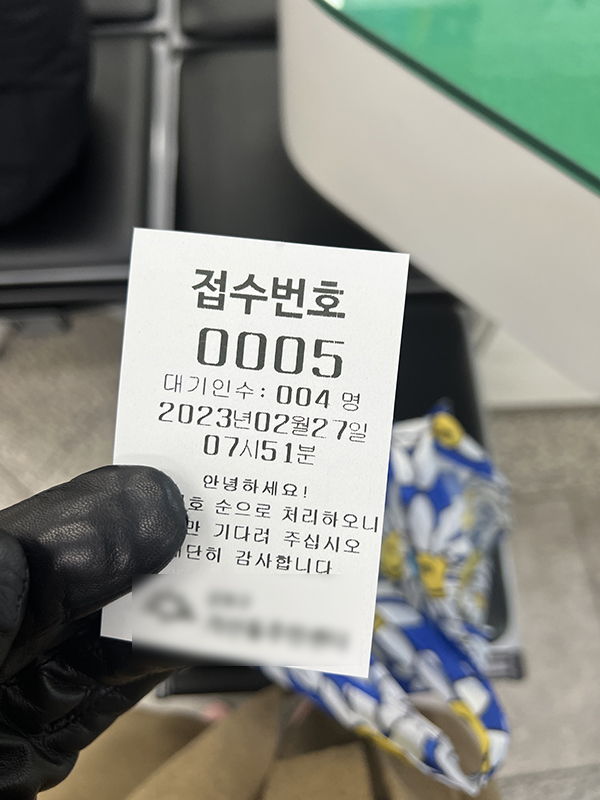 접수번호
0005
대기인수: 004 명
2023년02월27일
07시51분
안녕하세요!
순으로 처리하오니
기다려 주십시오
감사합니다